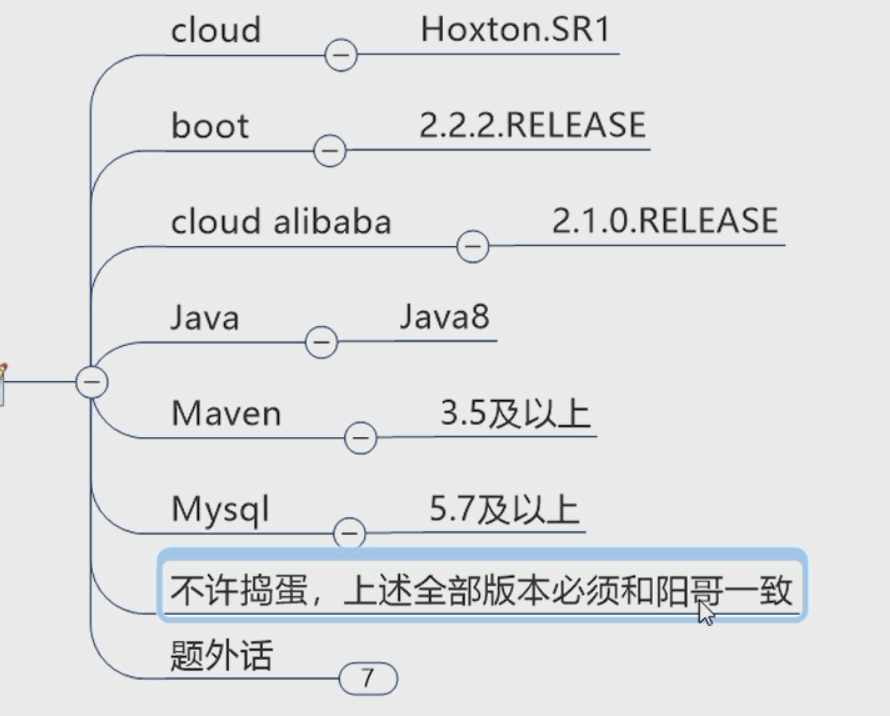 cloud Hoxton.SR1
boot 2.2.2.RELEASE
cloud alibaba 2.1.0.RELEASE
Java Java8
Maven 3.5及以上
Mysql 5.7及以上
不许捣蛋，上述全部版本必须和阳哥一致
题外话 7